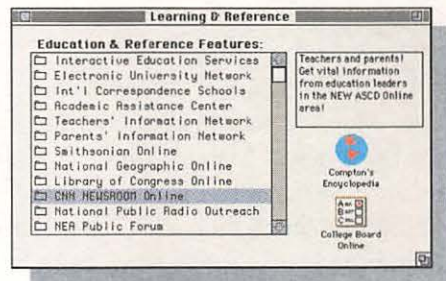 Learning & Reference
Education & Reference Features:
Interactive Education Services
Electronic University Network
Int'l Correspondence Schools
Academic Assistance Center
Teachers' Information Network
Parents' Information Network
Smithsonian Online
National Geographic Online
Library of Congress Online
CNN NEWSROOM Online
National Public Radio Outreach
NEA Public Forum
Teachers and parents!
Get vital information
from education leaders
in the NEW ASCD Online
area!
Compton's
Encyclopedia
College Board
Online